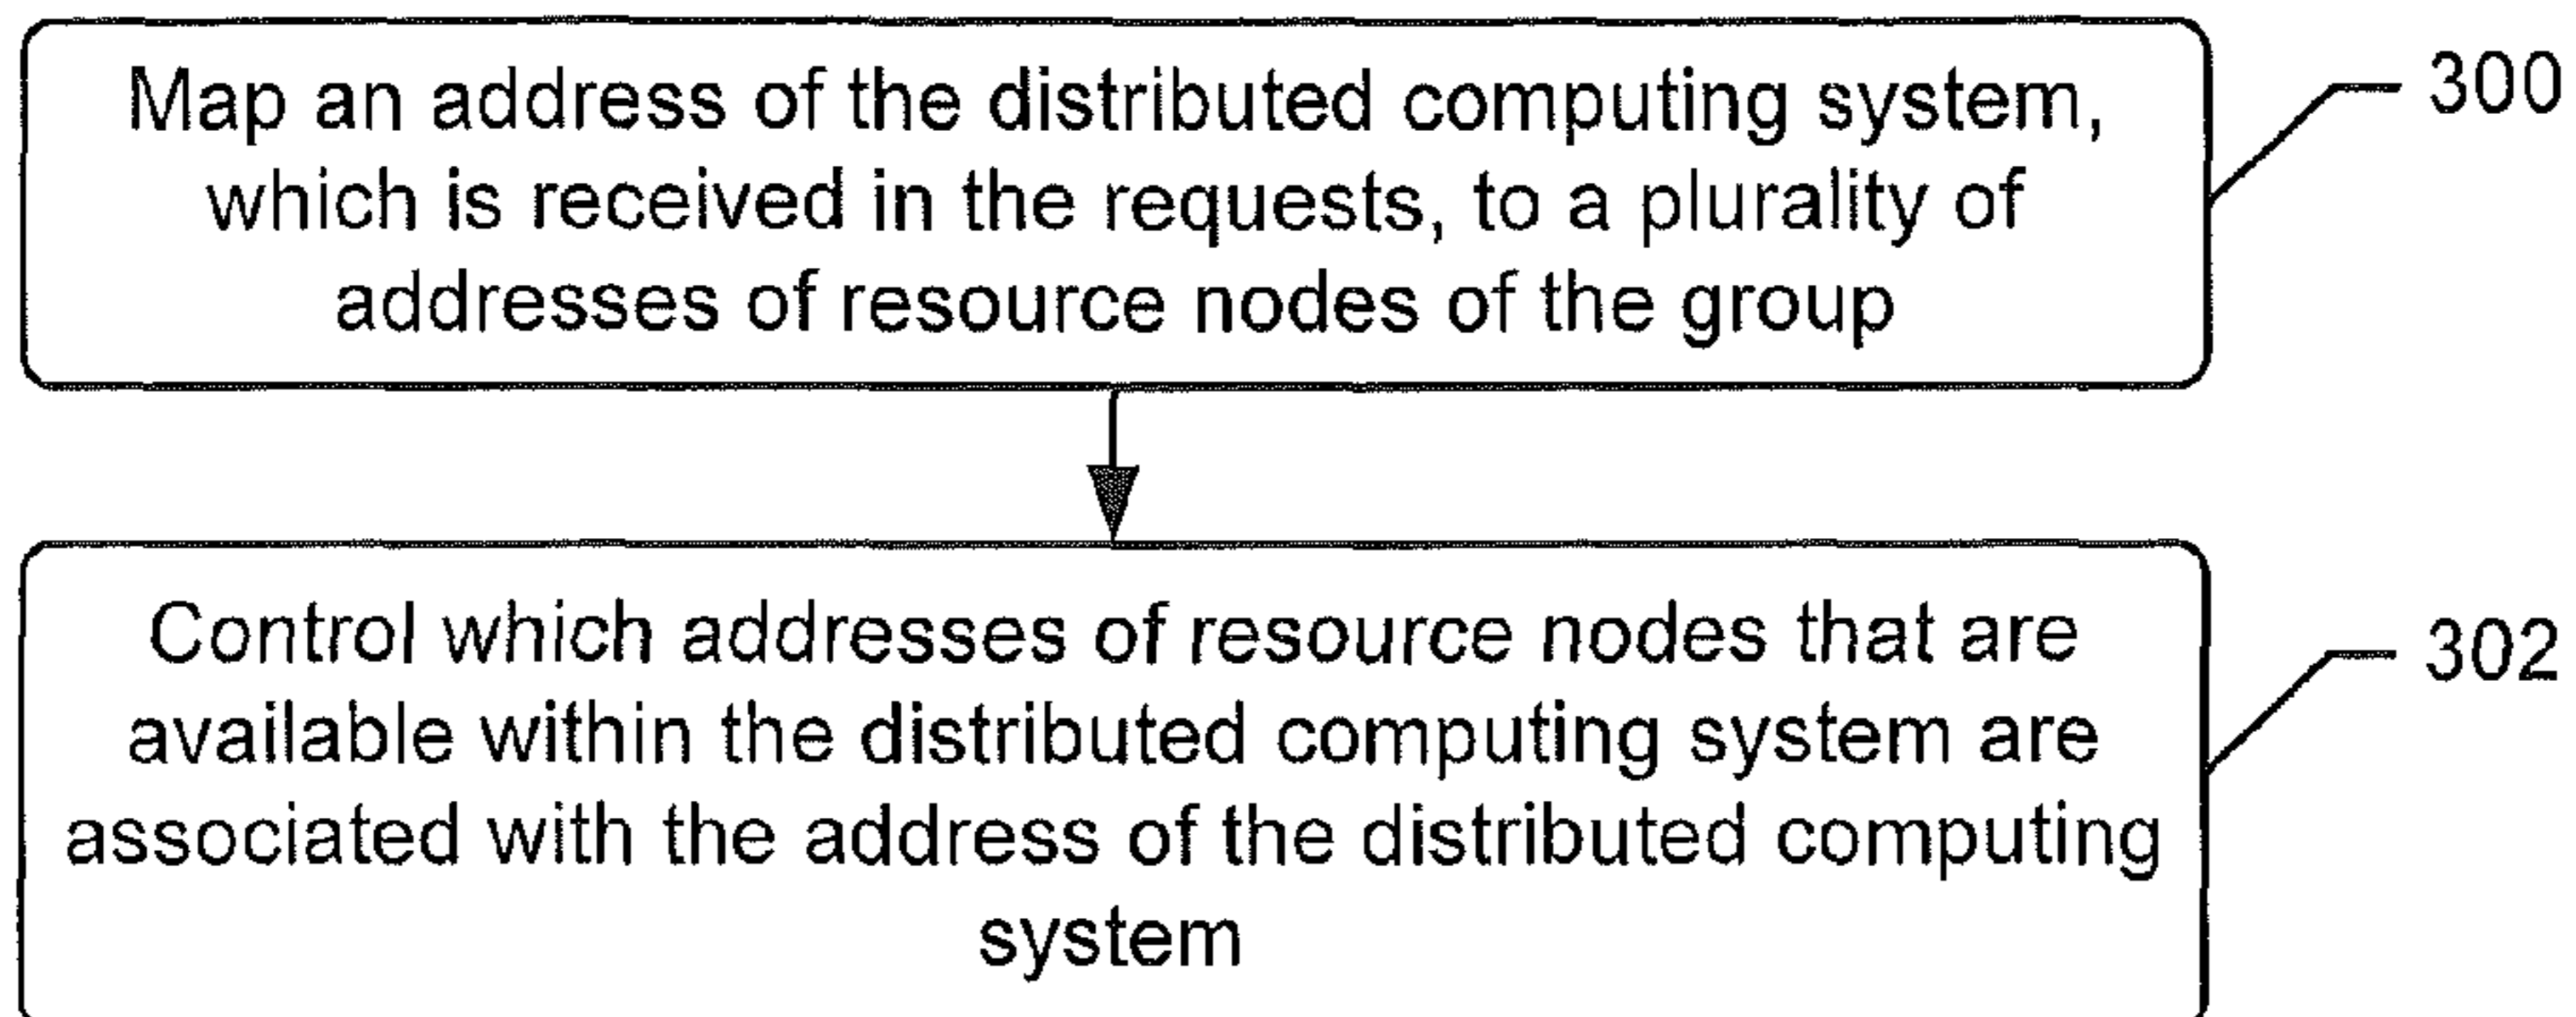 Map an address of the distributed computing system,
which is received in the requests, to a plurality of
addresses of resource nodes of the group
300
Control which addresses of resource nodes that are
available within the distributed computing system are
associated with the address of the distributed computing
system
302